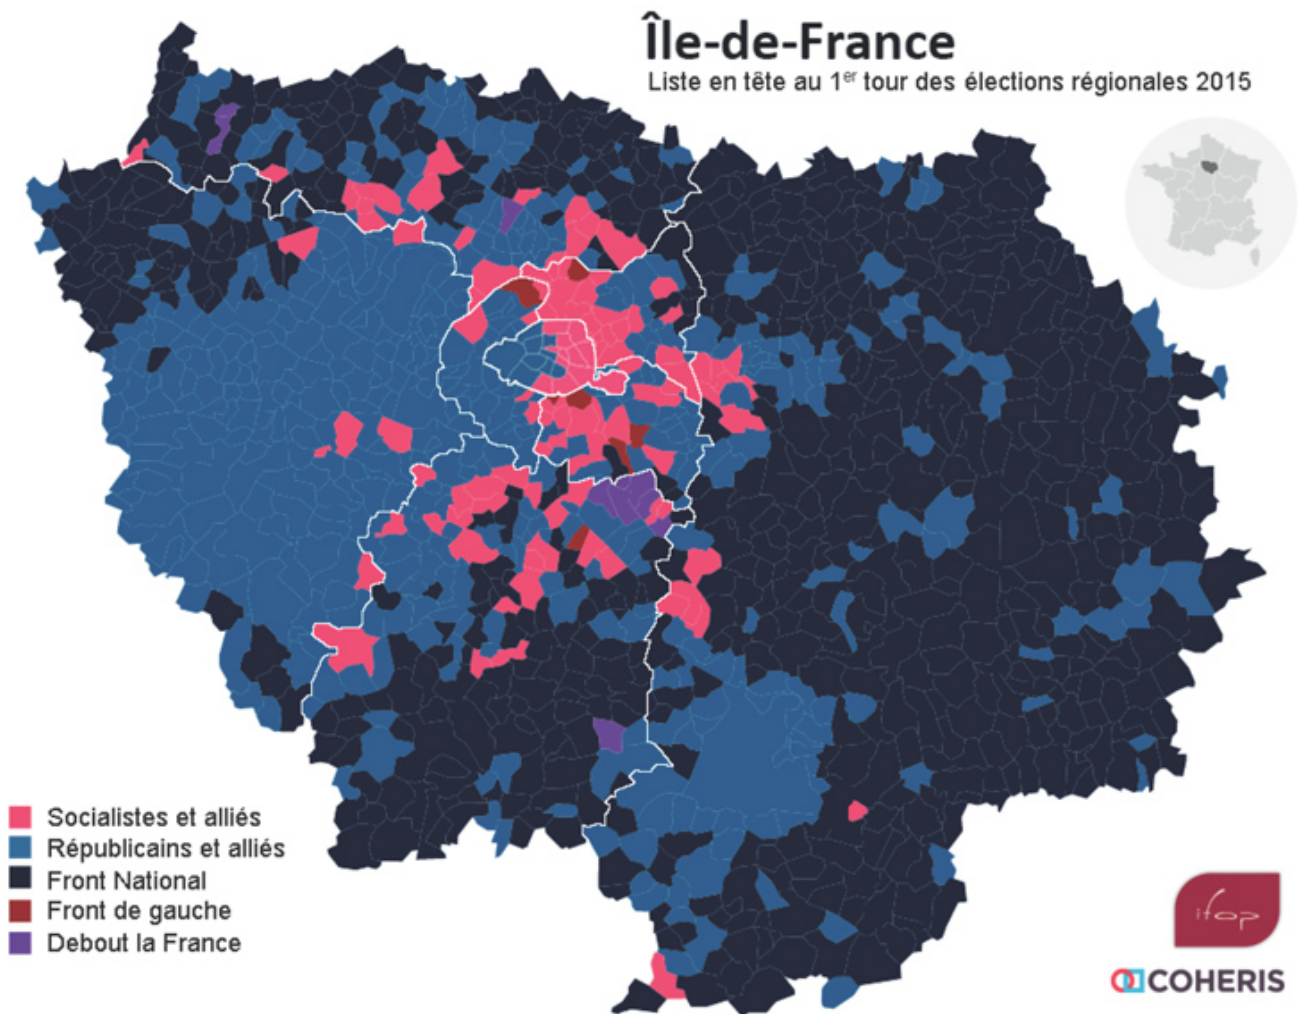 Île-de-France
Liste en tête au 1er tour des élections régionales 2015
Socialistes et alliés
Républicains et alliés
Front National
Front de gauche
Debout la France
ifop
COHERIS